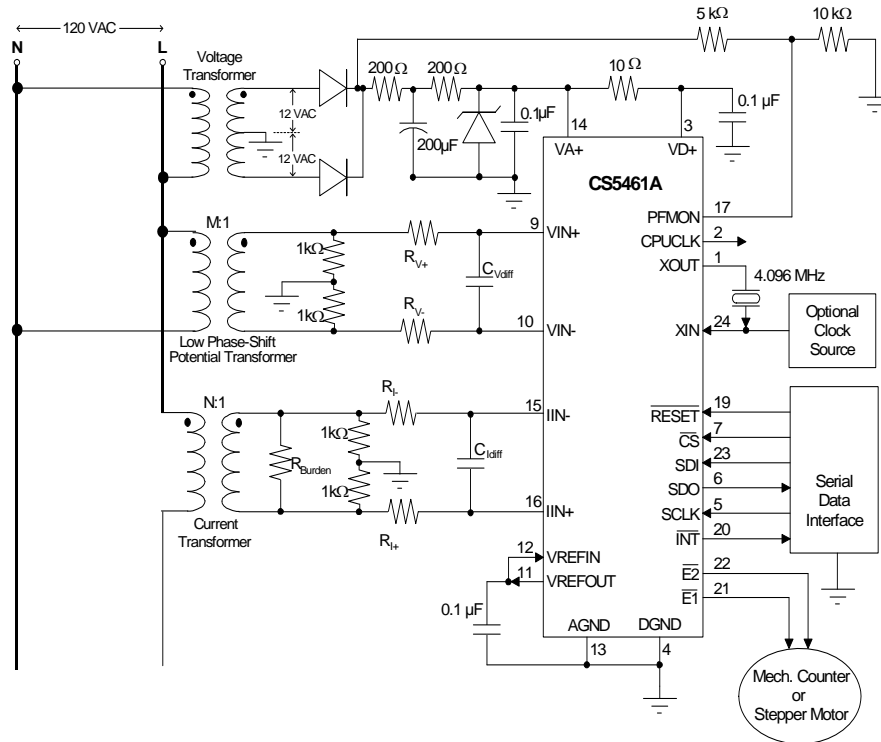 120 VAC
N
L
Voltage
Transformer
12 VAC
12 VAC
200Ω
200Ω
200µF
0.1µF
10 Ω
5 kΩ
10 kΩ
0.1 µF
14
VA+
3
VD+
CS5461A
M:1
1kΩ
1kΩ
Low Phase-Shift
Potential Transformer
RV+
RV-
CVdiff
9
VIN+
10
VIN-
PFMON
17
CPUCLK
2
XOUT
1
4.096 MHz
XIN
24
Optional
Clock
Source
N:1
Current
Transformer
RBurden
1kΩ
1kΩ
RI-
RI+
CIdiff
15
IIN-
16
IIN+
12
VREFIN
11
VREFOUT
0.1 µF
RESET
19
CS
7
SDI
23
SDO
6
SCLK
5
INT
20
Serial
Data
Interface
E2
22
E1
21
AGND
13
DGND
4
Mech. Counter
or
Stepper Motor